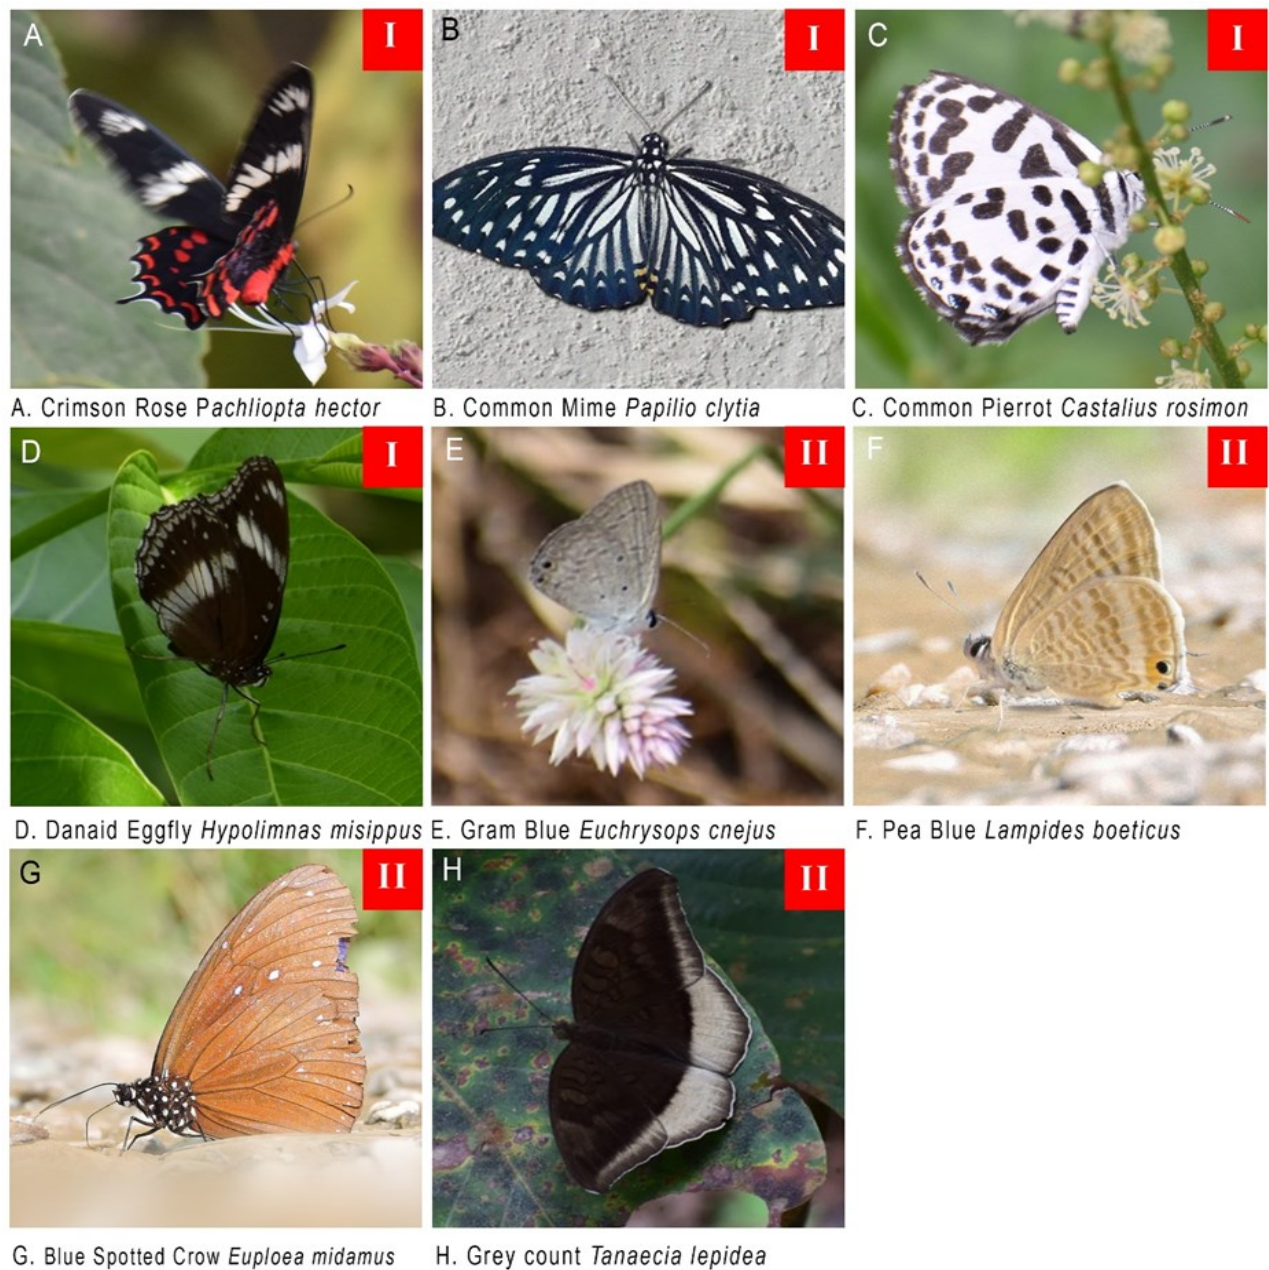 A
I
B
I
C
I
A. Crimson Rose Pachliopta hector
B. Common Mime Papilio clytia
C. Common Pierrot Castalius rosimon
D
I
E
II
F
II
D. Danaid Eggfly Hypolimnas misippus
E. Gram Blue Euchrysops cnejus
F. Pea Blue Lampides boeticus
G
II
H
II
G. Blue Spotted Crow Euploea midamus
H. Grey count Tanaecia lepidea